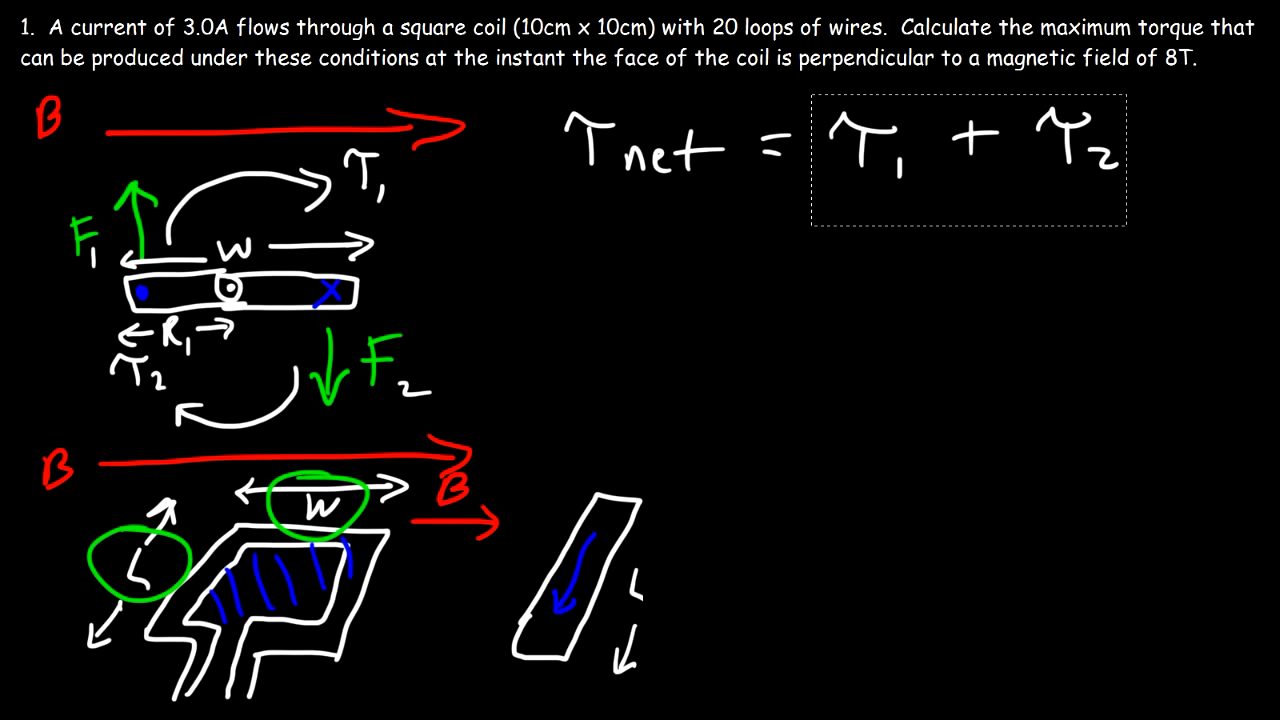 1. A current of 3.0A flows through a square coil (10cm x 10cm) with 20 loops of wires. Calculate the maximum torque that
can be produced under these conditions at the instant the face of the coil is perpendicular to a magnetic field of 8T.
B
τnet = τ₁ + τ₂
τ₁
F₁
W
x
R₁
τ₂
F₂
B
W
B
L
L